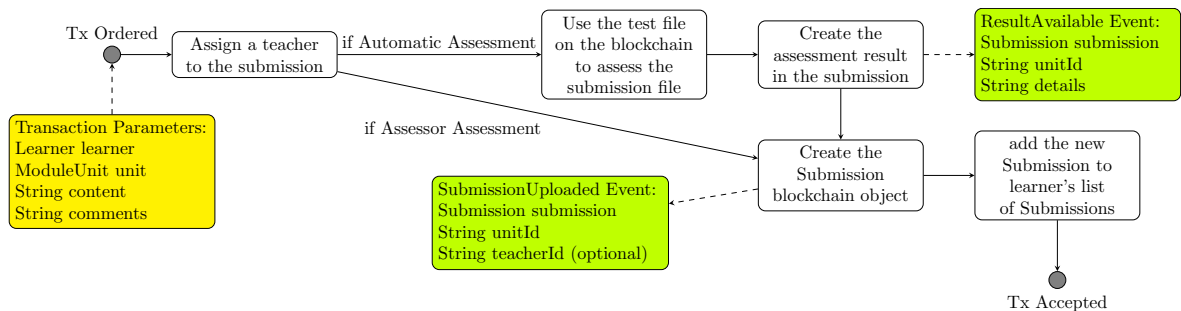 Tx Ordered
Assign a teacher
to the submission
if Automatic Assessment
Use the test file
on the blockchain
to assess the
submission file
Create the
assessment result
in the submission
ResultAvailable Event:
Submission submission
String unitId
String details
Transaction Parameters:
Learner learner
ModuleUnit unit
String content
String comments
if Assessor Assessment
Create the
Submission
blockchain object
add the new
Submission to
learner's list
of Submissions
SubmissionUploaded Event:
Submission submission
String unitId
String teacherId (optional)
Tx Accepted